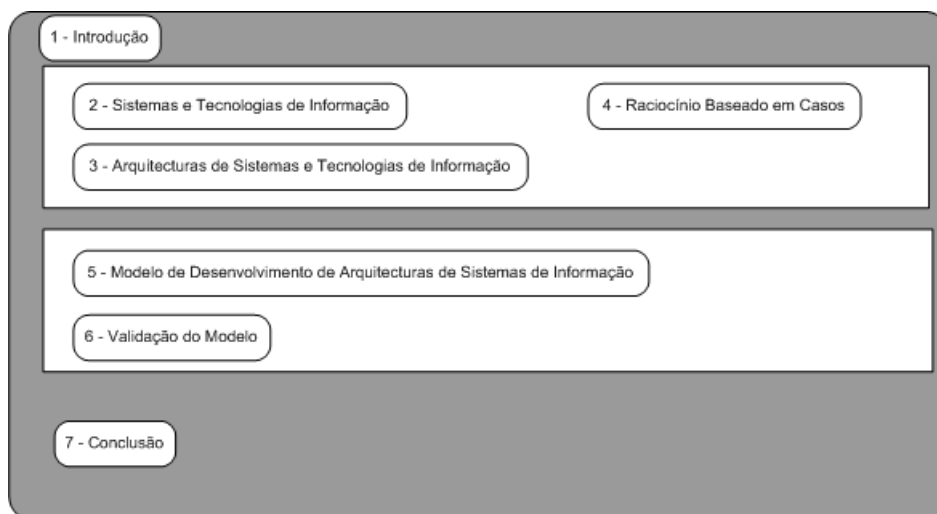 1 - Introdução
2 - Sistemas e Tecnologias de Informação
4 - Raciocínio Baseado em Casos
3 - Arquitecturas de Sistemas e Tecnologias de Informação
5 - Modelo de Desenvolvimento de Arquitecturas de Sistemas de Informação
6 - Validação do Modelo
7 - Conclusão